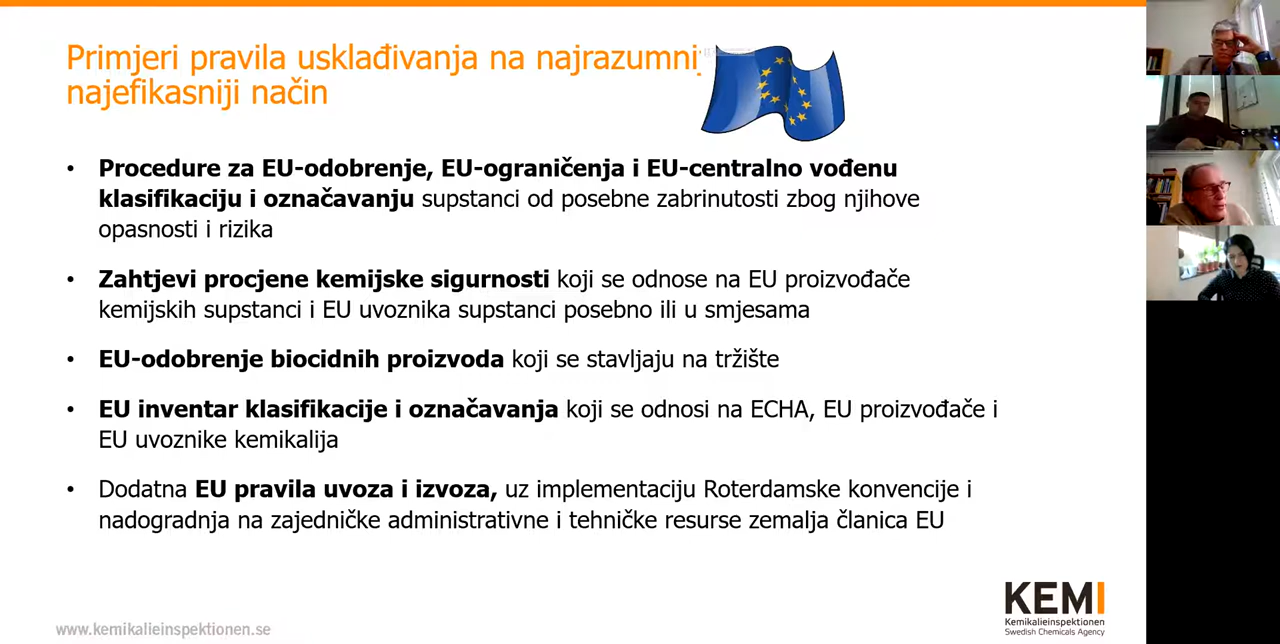 Primjeri pravila usklađivanja na najrazumnij
najefikasniji način
• Procedure za EU-odobrenje, EU-ograničenja i EU-centralno vođenu
klasifikaciju i označavanju supstanci od posebne zabrinutosti zbog njihove
opasnosti i rizika
• Zahtjevi procjene kemijske sigurnosti koji se odnose na EU proizvođače
kemijskih supstanci i EU uvoznika supstanci posebno ili u smjesama
• EU-odobrenje biocidnih proizvoda koji se stavljaju na tržište
• EU inventar klasifikacije i označavanja koji se odnosi na ECHA, EU proizvođače i
EU uvoznike kemikalija
• Dodatna EU pravila uvoza i izvoza, uz implementaciju Roterdamske konvencije i
nadogradnja na zajedničke administrativne i tehničke resurse zemalja članica EU
KEMI
Kemikalieinspektionen
Swedish Chemicals Agency
www.kemikalieinspektionen.se